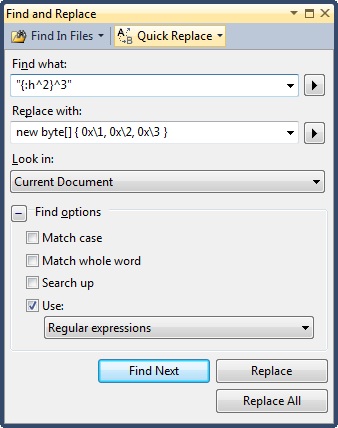 Find and Replace
Find In Files
A B Quick Replace
Find what:
"{:h^2}^3"
Replace with:
new byte[] { 0x\1, 0x\2, 0x\3 }
Look in:
Current Document
Find options
Match case
Match whole word
Search up
Use:
Regular expressions
Find Next
Replace
Replace All